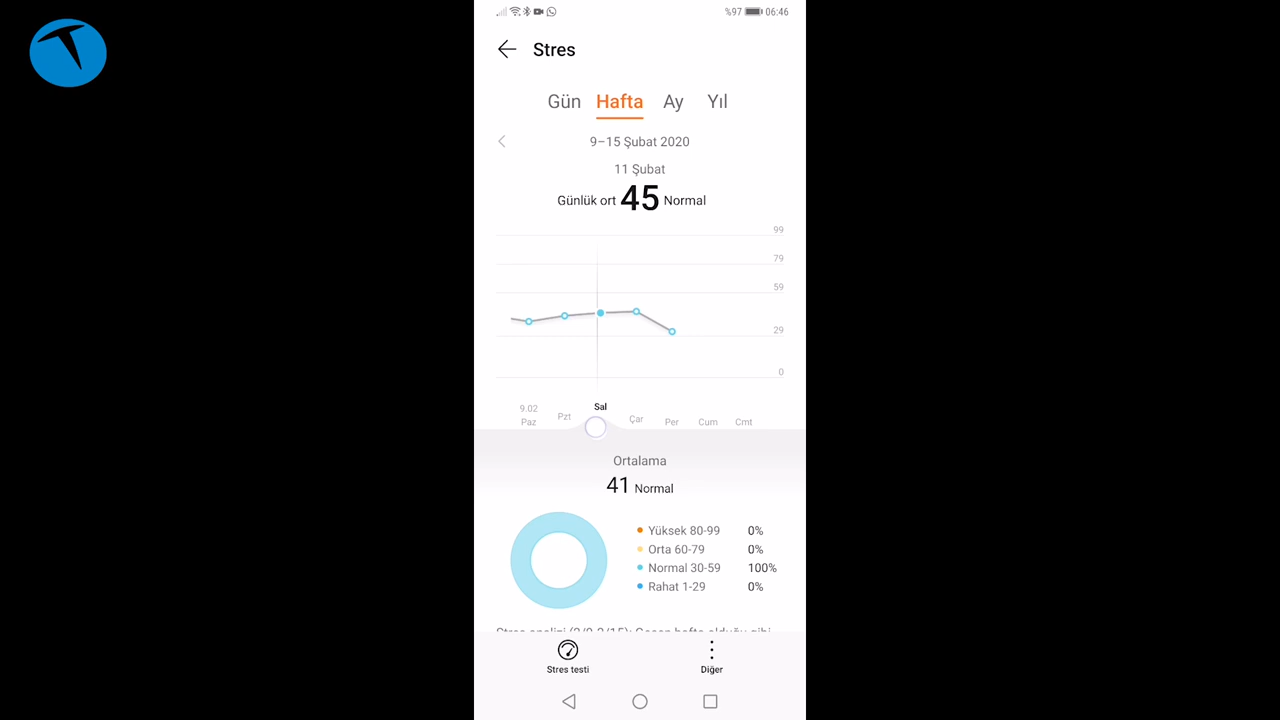 %97 06:46
Stres
Gün Hafta Ay Yıl
9–15 Şubat 2020
11 Şubat
Günlük ort 45 Normal
99
79
59
29
0
9.02
Paz Pzt Sal Çar Per Cum Cmt
Ortalama
41 Normal
Yüksek 80-99 0%
Orta 60-79 0%
Normal 30-59 100%
Rahat 1-29 0%
Stres testi Diğer